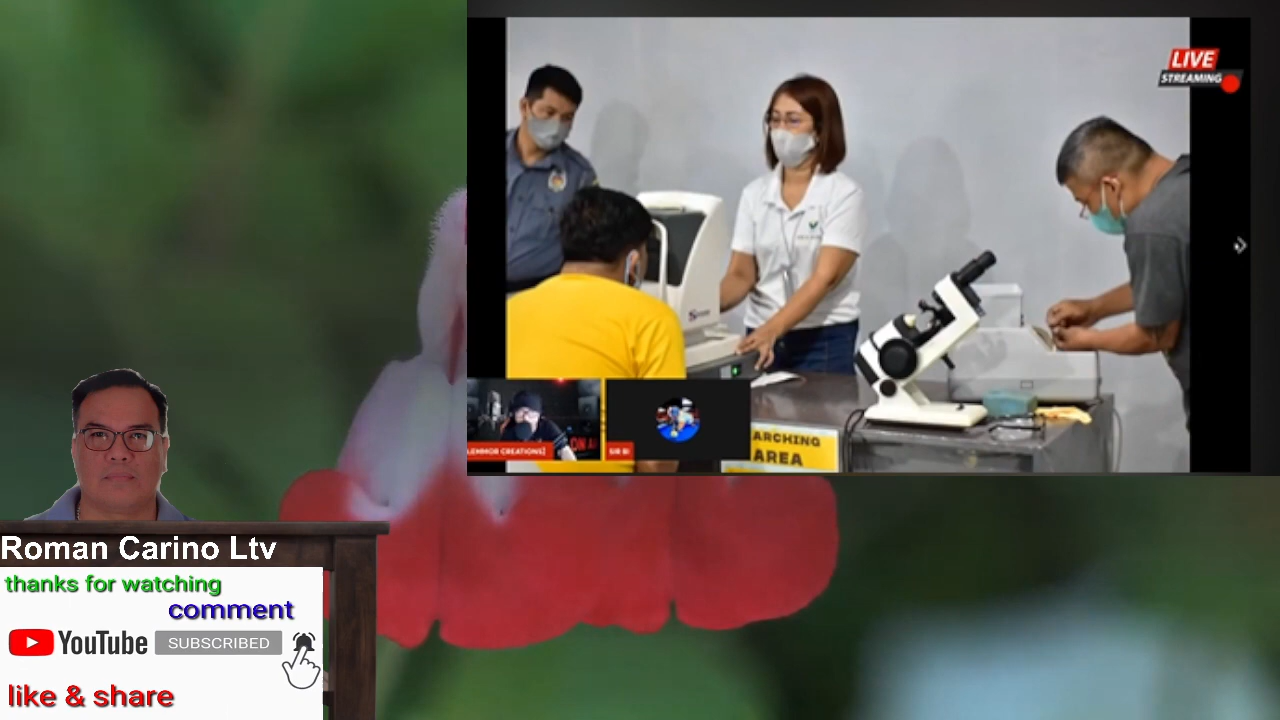 LIVE
STREAMING
LEMMOR CREATIONS]
SIR BI
ON A
ARCHING
AREA
Roman Carino Ltv
thanks for watching
comment
YouTube
SUBSCRIBED
like & share